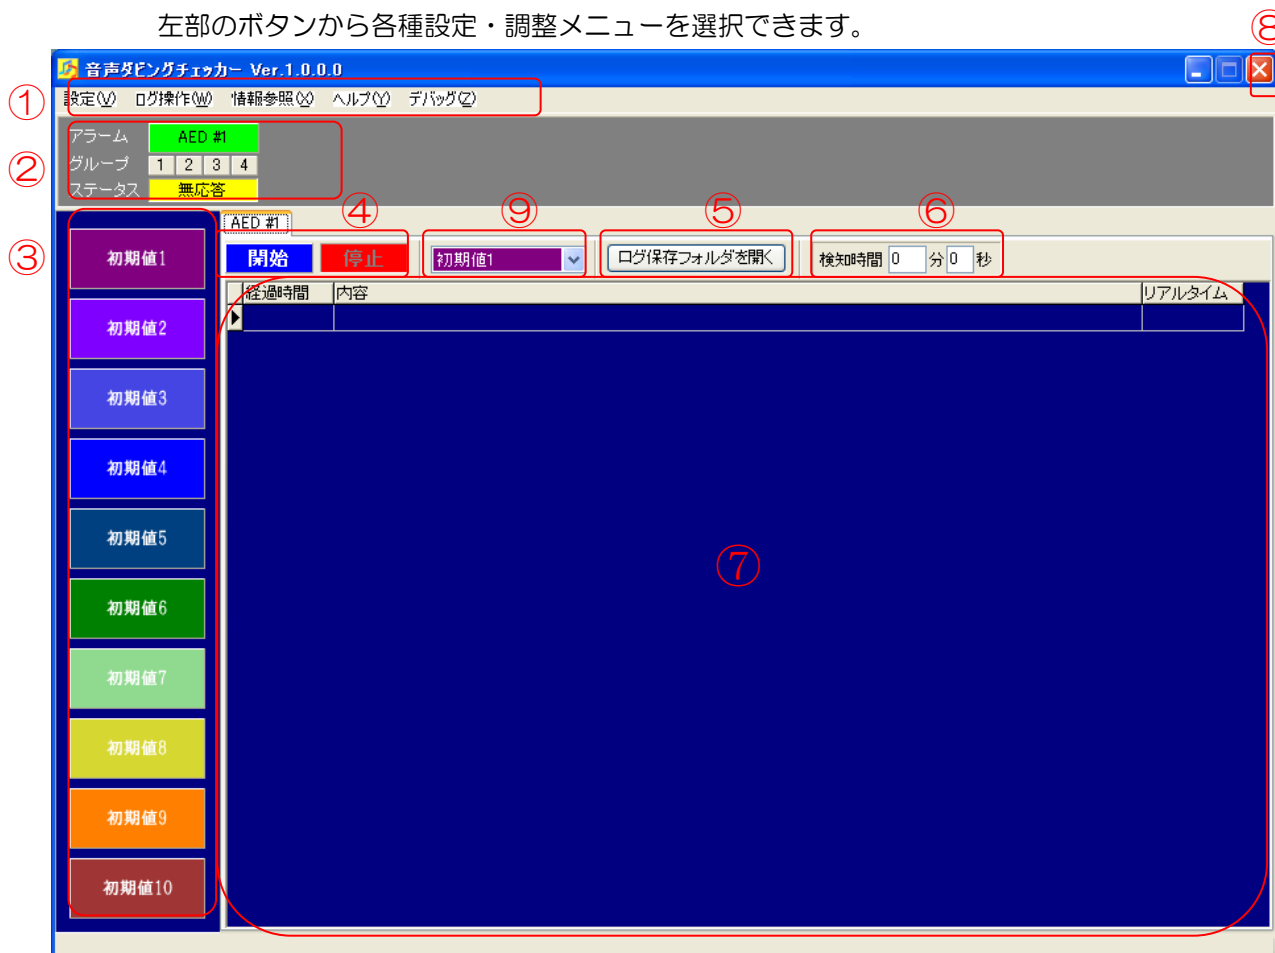 左部のボタンから各種設定・調整メニューを選択できます。
⑧
音声ダビングチェッカー Ver.1.0.0.0
①
設定(V) ログ操作(W) 情報参照(X) ヘルプ(Y) デバッグ(Z)
アラーム AED #1
②
グループ 1 2 3 4
ステータス 無応答
④ ⑨ ⑤ ⑥
AED #1
③
初期値1
開始 停止 初期値1 ログ保存フォルダを開く 検知時間 0 分 0 秒
経過時間 内容 リアルタイム
初期値2
初期値3
初期値4
初期値5
⑦
初期値6
初期値7
初期値8
初期値9
初期値10